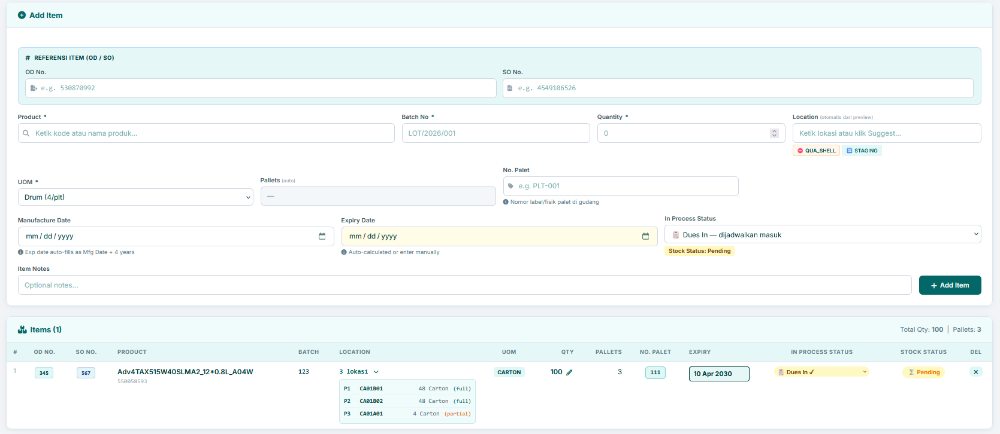 Add Item
# REFERENSI ITEM (OD / SO)
OD No. SO No.
e.g. 530870992 e.g. 4549106526
Product * Batch No * Quantity * Location (otomatis dari preview)
Ketik kode atau nama produk... LOT/2026/001 0 Ketik lokasi atau klik Suggest...
QUA_SHELL STAGING
No. Palet
UOM * Pallets (auto)
e.g. PLT-001
Drum (4/plt) —
Nomor label/fisik palet di gudang
Manufacture Date Expiry Date In Process Status
mm/dd/yyyy mm/dd/yyyy Dues In — dijadwalkan masuk
Exp date auto-fills as Mfg Date + 4 years Auto-calculated or enter manually Stock Status: Pending
Item Notes
Optional notes... + Add Item
Items (1) Total Qty: 100 | Pallets: 3
# OD NO. SO NO. PRODUCT BATCH LOCATION UOM QTY PALLETS NO. PALET EXPIRY IN PROCESS STATUS STOCK STATUS DEL
1 345 567 Adv4TAX515W40SLMA2_12*0.8L_A04W 123 3 lokasi CARTON 100 3 111 10 Apr 2030 Dues In ✓ Pending ×
550058593
P1 CA01B01 48 Carton (full)
P2 CA01B02 48 Carton (full)
P3 CA01A01 4 Carton (partial)